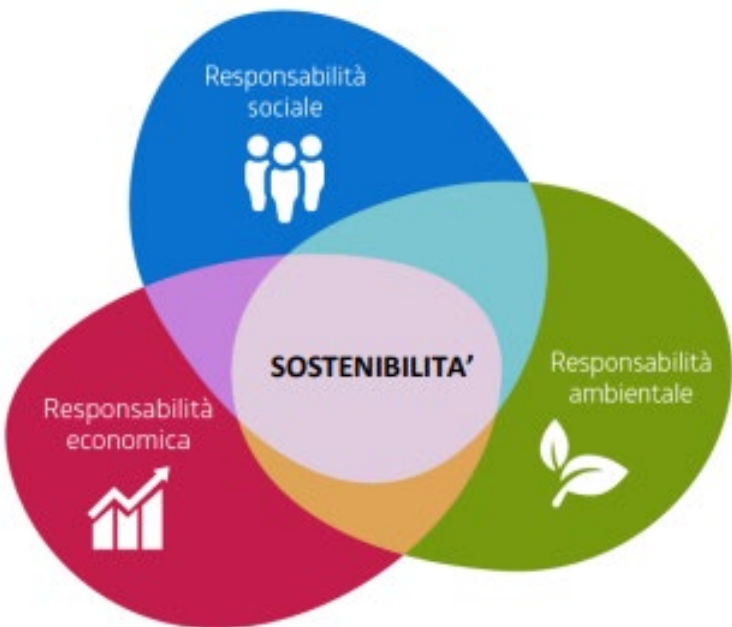 Responsabilità
sociale
SOSTENIBILITA’
Responsabilità
ambientale
Responsabilità
economica